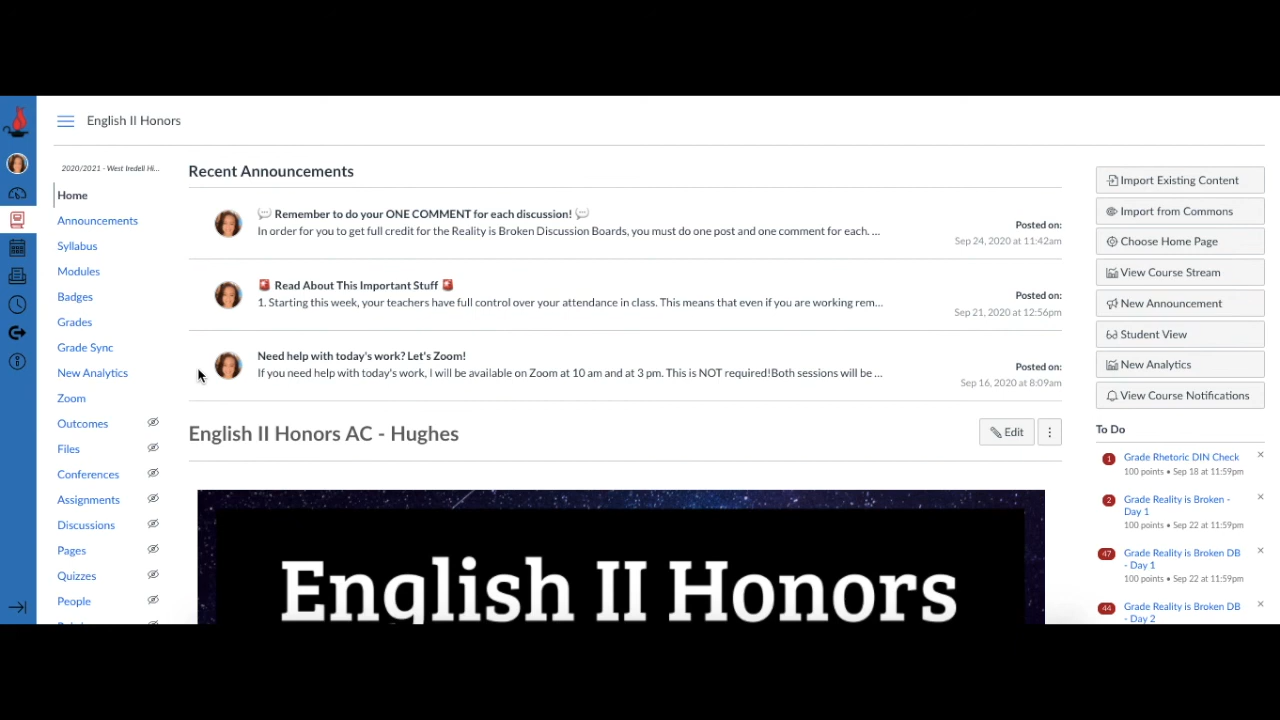 English II Honors
2020/2021 - West Iredell Hi...
Home
Announcements
Syllabus
Modules
Badges
Grades
Grade Sync
New Analytics
Zoom
Outcomes
Files
Conferences
Assignments
Discussions
Pages
Quizzes
People
Recent Announcements
💬 Remember to do your ONE COMMENT for each discussion! 💬
In order for you to get full credit for the Reality is Broken Discussion Boards, you must do one post and one comment for each. ...
Posted on:
Sep 24, 2020 at 11:42am
🚨 Read About This Important Stuff 🚨
1. Starting this week, your teachers have full control over your attendance in class. This means that even if you are working rem...
Posted on:
Sep 21, 2020 at 12:56pm
Need help with today's work? Let's Zoom!
If you need help with today's work, I will be available on Zoom at 10 am and at 3 pm. This is NOT required!Both sessions will be ...
Posted on:
Sep 16, 2020 at 8:09am
English II Honors AC - Hughes
Edit
English II Honors
Import Existing Content
Import from Commons
Choose Home Page
View Course Stream
New Announcement
Student View
New Analytics
View Course Notifications
To Do
1 Grade Rhetoric DIN Check
100 points • Sep 18 at 11:59pm
2 Grade Reality is Broken -
Day 1
100 points • Sep 22 at 11:59pm
47 Grade Reality is Broken DB
- Day 1
100 points • Sep 22 at 11:59pm
44 Grade Reality is Broken DB
- Day 2